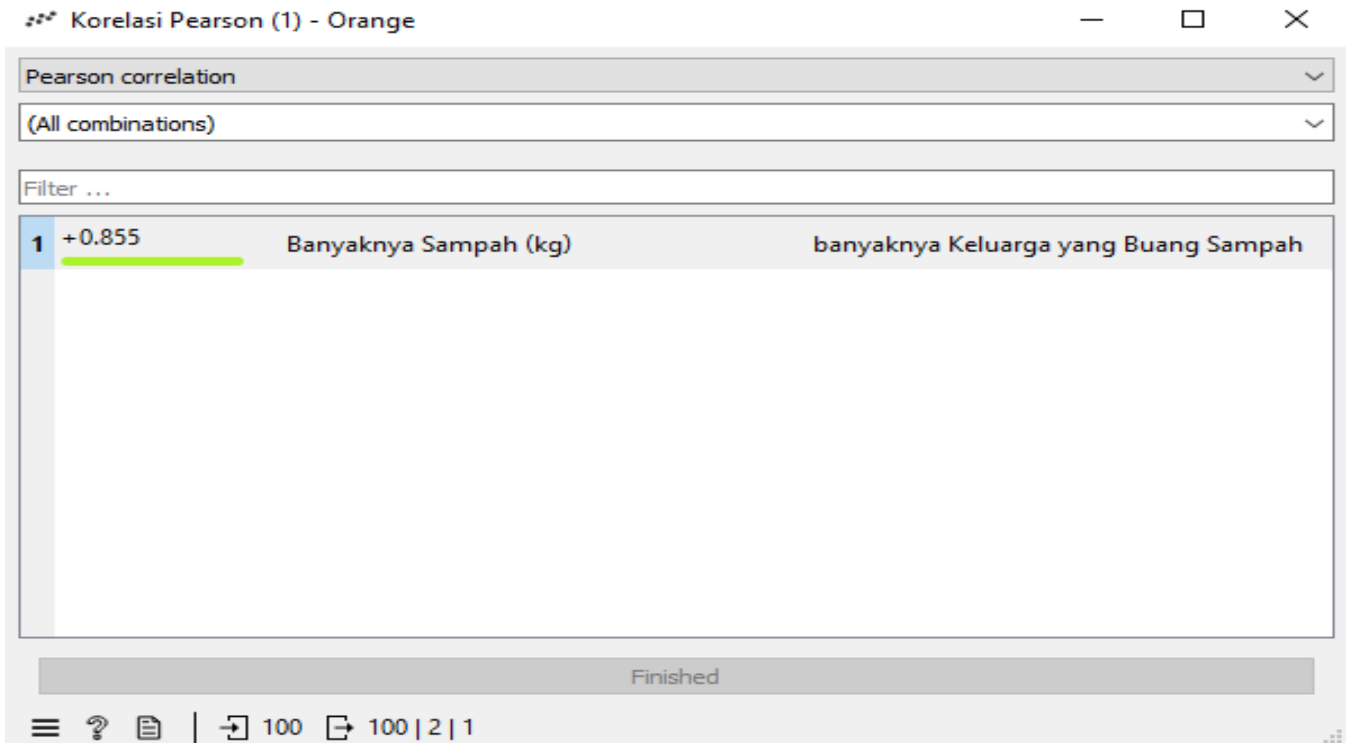 Korelasi Pearson (1) - Orange
Pearson correlation
(All combinations)
Filter ...
1 +0.855 Banyaknya Sampah (kg) banyaknya Keluarga yang Buang Sampah
Finished
? 100 100 | 2 | 1